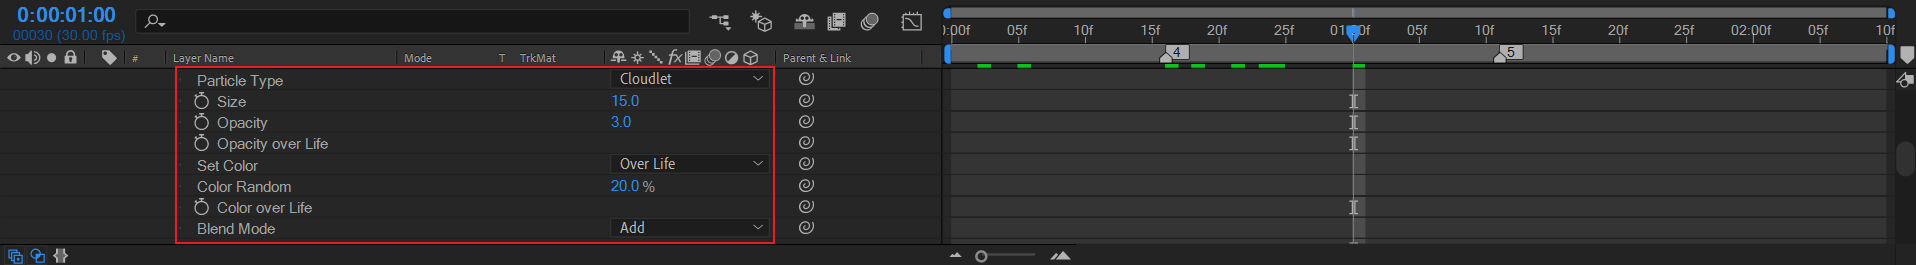 0:00:01:00
00030 (30.00 fps)
:00f 05f 10f 15f 20f 25f 01:00f 05f 10f 15f 20f 25f 02:00f 05f 10f
# Layer Name Mode T TrkMat fx Parent & Link
4 5
Particle Type Cloudlet
Size 15.0
Opacity 3.0
Opacity over Life
Set Color Over Life
Color Random 20.0 %
Color over Life
Blend Mode Add